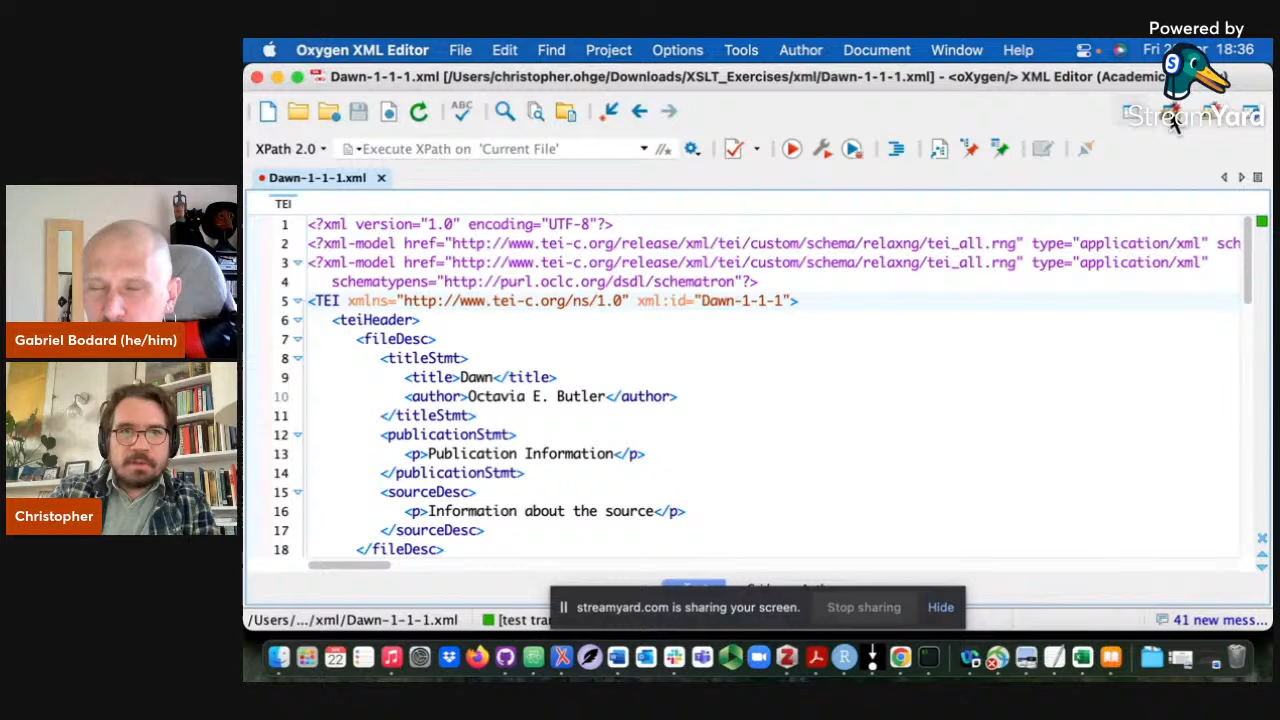 Powered by
StreamYard
Oxygen XML Editor File Edit Find Project Options Tools Author Document Window Help 18:36
Dawn-1-1-1.xml [/Users/christopher.ohge/Downloads/XSLT_Exercises/xml/Dawn-1-1-1.xml] - <oXygen/> XML Editor (Academic
XPath 2.0 Execute XPath on 'Current File'
Dawn-1-1-1.xml
TEI
1 <?xml version="1.0" encoding="UTF-8"?>
2 <?xml-model href="http://www.tei-c.org/release/xml/tei/custom/schema/relaxng/tei_all.rng" type="application/xml" sch
3 <?xml-model href="http://www.tei-c.org/release/xml/tei/custom/schema/relaxng/tei_all.rng" type="application/xml"
4 schematypens="http://purl.oclc.org/dsdl/schematron"?>
5 <TEI xmlns="http://www.tei-c.org/ns/1.0" xml:id="Dawn-1-1-1">
6 <teiHeader>
7 <fileDesc>
8 <titleStmt>
9 <title>Dawn</title>
10 <author>Octavia E. Butler</author>
11 </titleStmt>
12 <publicationStmt>
13 <p>Publication Information</p>
14 </publicationStmt>
15 <sourceDesc>
16 <p>Information about the source</p>
17 </sourceDesc>
18 </fileDesc>
streamyard.com is sharing your screen. Stop sharing Hide
/Users/.../xml/Dawn-1-1-1.xml [test tra 41 new mess...
Gabriel Bodard (he/him)
Christopher